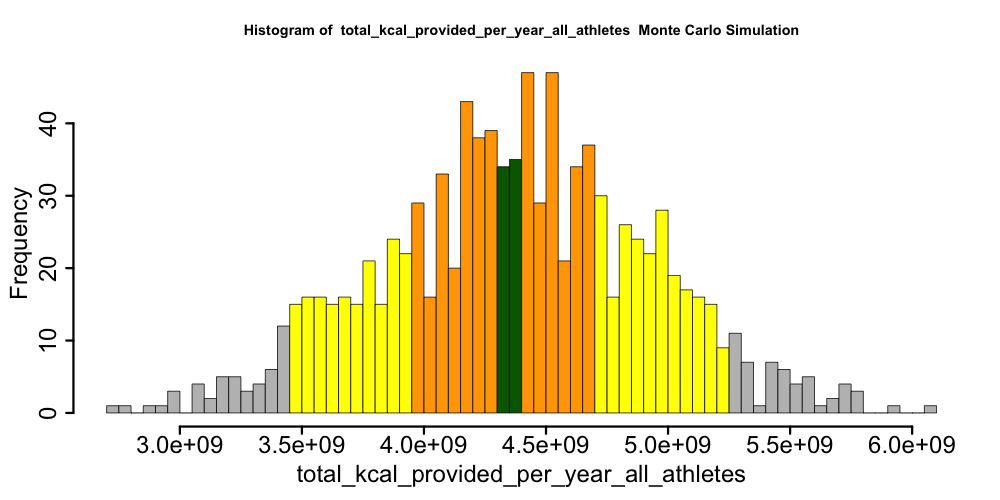 Histogram of  total_kcal_provided_per_year_all_athletes  Monte Carlo Simulation
Frequency
40
30
20
10
0
3.0e+09 3.5e+09 4.0e+09 4.5e+09 5.0e+09 5.5e+09 6.0e+09
total_kcal_provided_per_year_all_athletes